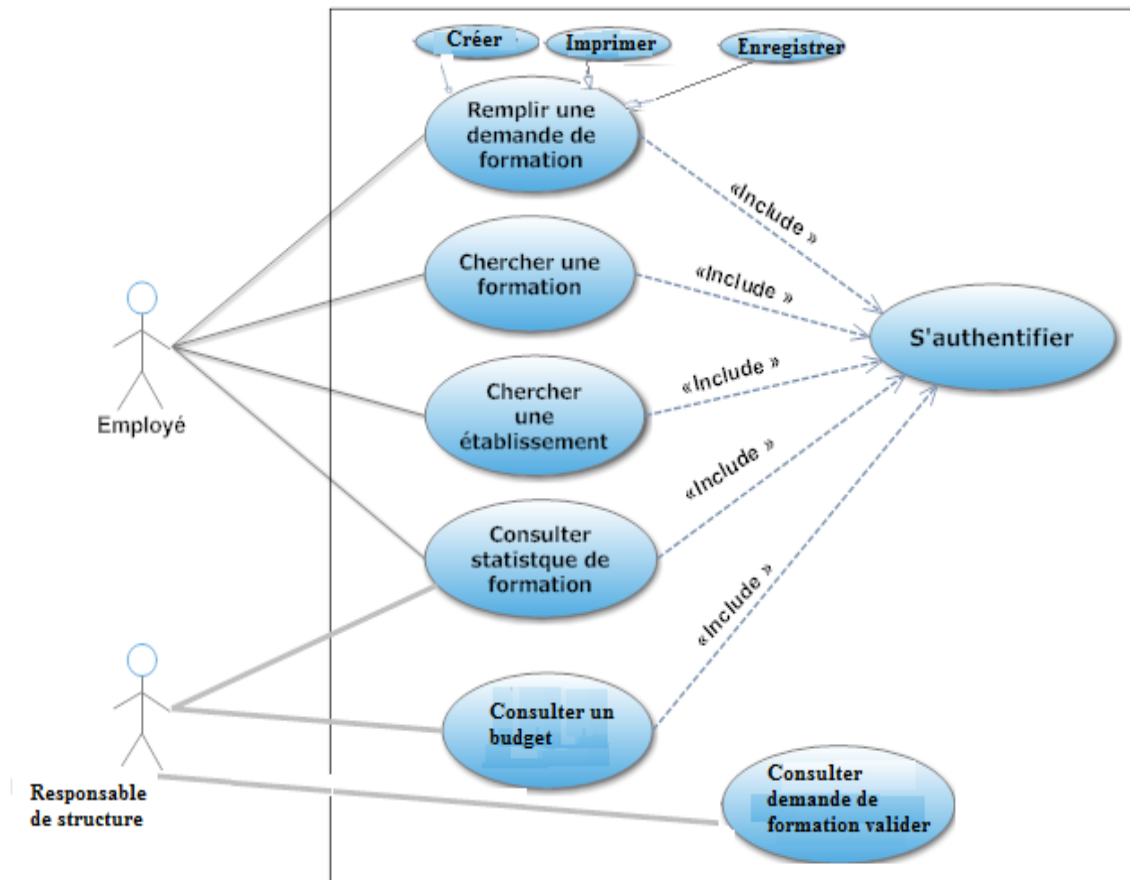 Créer
Imprimer
Enregistrer
Remplir une
demande de
formation
«Include »
Chercher une
formation
«Include »
S'authentifier
Employé
Chercher
une
établissement
«Include »
Consulter
statistque de
formation
«Include »
«Include »
Consulter un
budget
Responsable
de structure
Consulter
demande de
formation valider